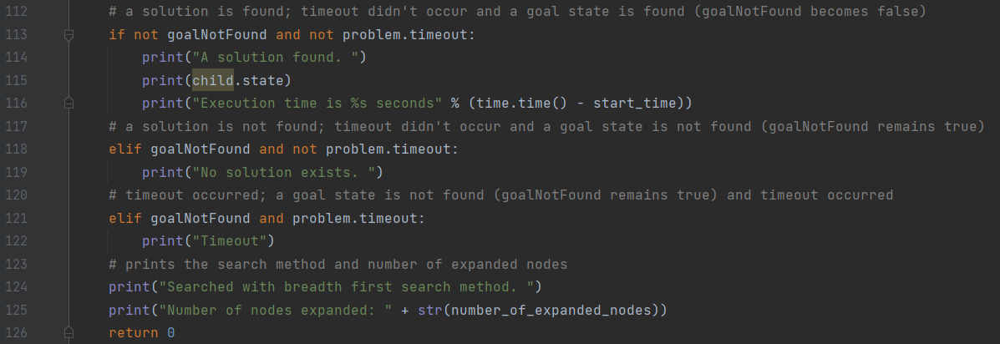 112 # a solution is found; timeout didn't occur and a goal state is found (goalNotFound becomes false)
113 if not goalNotFound and not problem.timeout:
114 print("A solution found. ")
115 print(child.state)
116 print("Execution time is %s seconds" % (time.time() - start_time))
117 # a solution is not found; timeout didn't occur and a goal state is not found (goalNotFound remains true)
118 elif goalNotFound and not problem.timeout:
119 print("No solution exists. ")
120 # timeout occurred; a goal state is not found (goalNotFound remains true) and timeout occurred
121 elif goalNotFound and problem.timeout:
122 print("Timeout")
123 # prints the search method and number of expanded nodes
124 print("Searched with breadth first search method. ")
125 print("Number of nodes expanded: " + str(number_of_expanded_nodes))
126 return 0